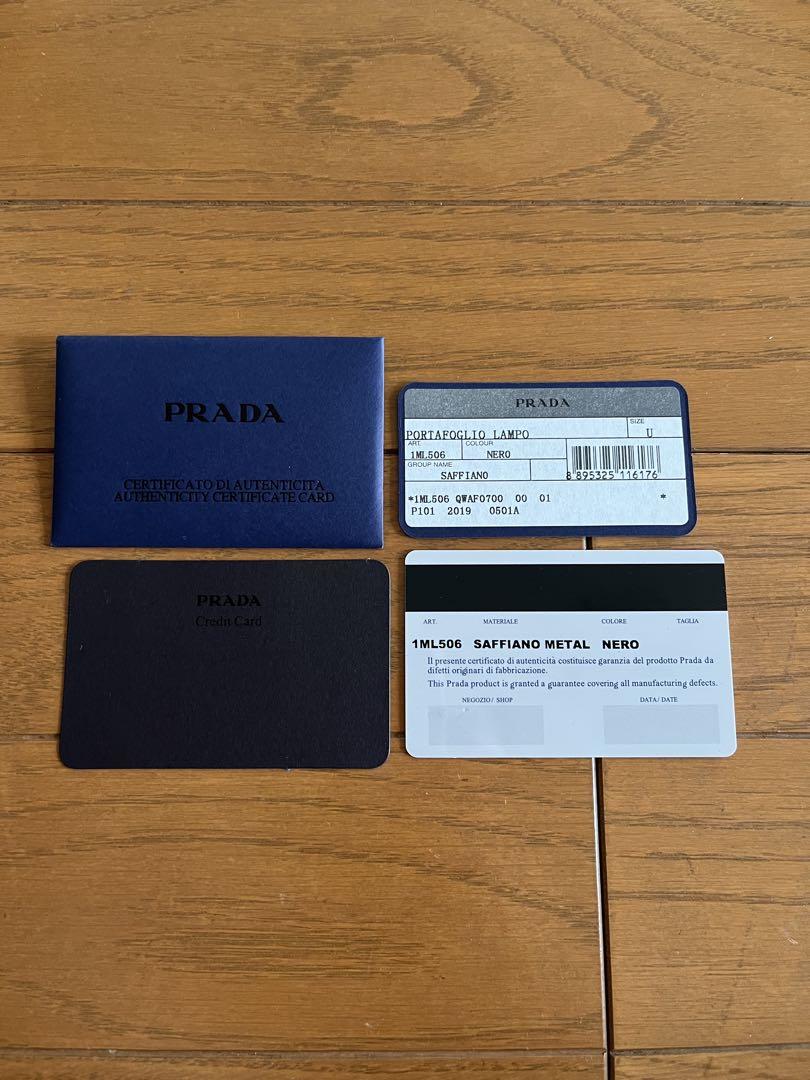 PRADA
CERTIFICATO DI AUTENTICITA
AUTHENTICITY CERTIFICATE CARD
PRADA
SIZE
PORTAFOGLIO LAMPO U
ART. COLOUR
1ML506 NERO
GROUP NAME
SAFFIANO
8 895325 116176
*1ML506 QWAF0700 00 01 *
P101 2019 0501A
PRADA
Credit Card
ART. MATERIALE COLORE TAGLIA
1ML506 SAFFIANO METAL NERO
Il presente certificato di autenticità costituisce garanzia del prodotto Prada da
difetti originari di fabbricazione.
This Prada product is granted a guarantee covering all manufacturing defects.
NEGOZIO/ SHOP DATA/ DATE